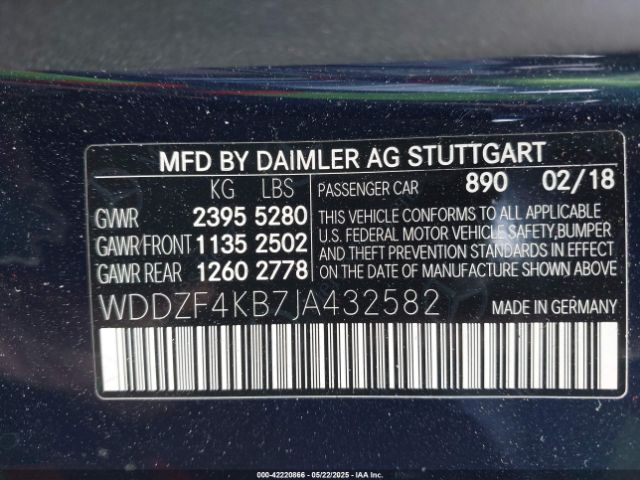 MFD BY DAIMLER AG STUTTGART
KG LBS
GVWR 2395 5280
GAWR/FRONT 1135 2502
GAWR REAR 1260 2778
PASSENGER CAR 890 02/18
THIS VEHICLE CONFORMS TO ALL APPLICABLE
U.S. FEDERAL MOTOR VEHICLE SAFETY,BUMPER
AND THEFT PREVENTION STANDARDS IN EFFECT
ON THE DATE OF MANUFACTURE SHOWN ABOVE
WDDZF4KB7JA432582
MADE IN GERMANY
000-42220866 - 05/22/2025 - IAAI.COM